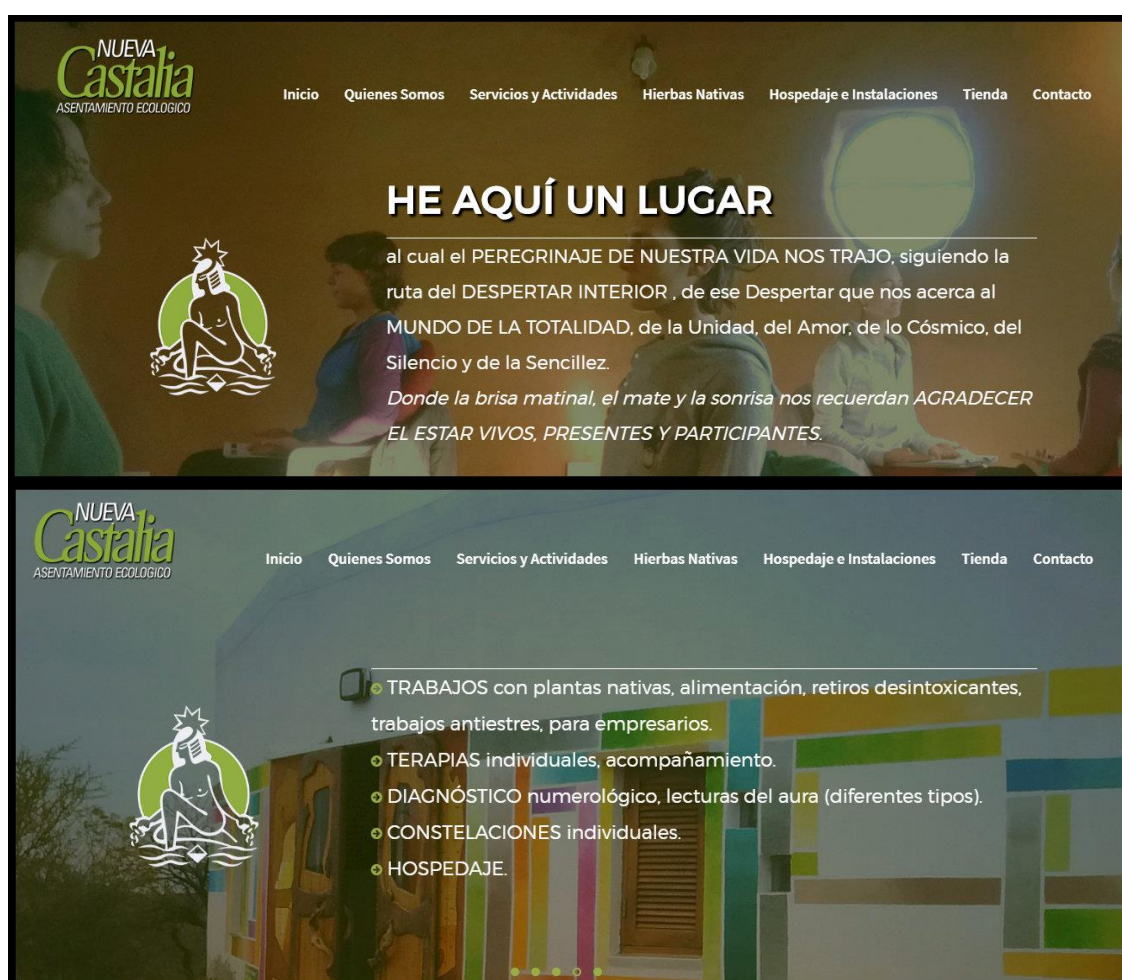 NUEVA
Castalia
ASENTAMIENTO ECOLOGICO
Inicio Quienes Somos Servicios y Actividades Hierbas Nativas Hospedaje e Instalaciones Tienda Contacto
HE AQUÍ UN LUGAR
al cual el PEREGRINAJE DE NUESTRA VIDA NOS TRAJO, siguiendo la
ruta del DESPERTAR INTERIOR , de ese Despertar que nos acerca al
MUNDO DE LA TOTALIDAD, de la Unidad, del Amor, de lo Cósmico, del
Silencio y de la Sencillez.
Donde la brisa matinal, el mate y la sonrisa nos recuerdan AGRADECER
EL ESTAR VIVOS, PRESENTES Y PARTICIPANTES.
NUEVA
Castalia
ASENTAMIENTO ECOLOGICO
Inicio Quienes Somos Servicios y Actividades Hierbas Nativas Hospedaje e Instalaciones Tienda Contacto
TRABAJOS con plantas nativas, alimentación, retiros desintoxicantes,
trabajos antiestres, para empresarios.
TERAPIAS individuales, acompañamiento.
DIAGNÓSTICO numerológico, lecturas del aura (diferentes tipos).
CONSTELACIONES individuales.
HOSPEDAJE.